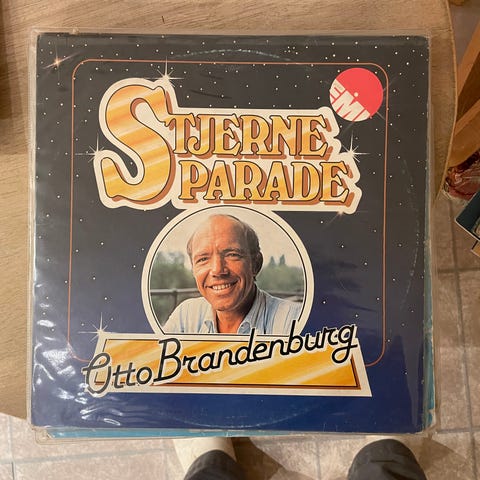 EMI
STJERNE
PARADE
Otto Brandenburg